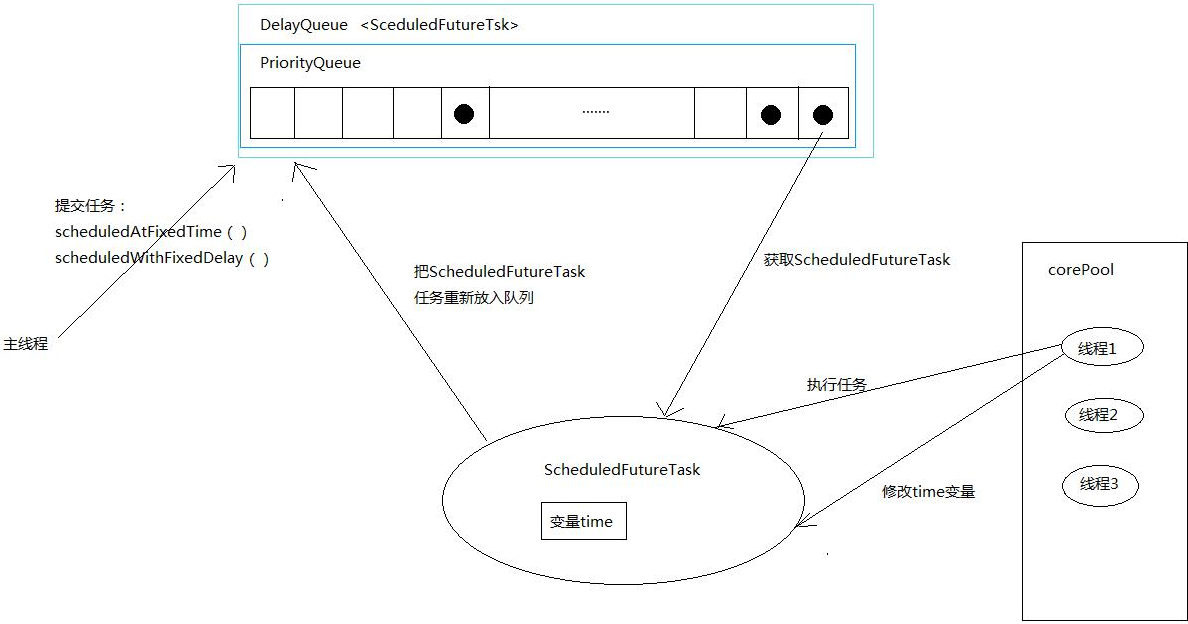 DelayQueue <SceduledFutureTsk>
PriorityQueue
.......
提交任务：
scheduledAtFixedTime ( )
scheduledWithFixedDelay ( )
主线程
把ScheduledFutureTask
任务重新放入队列
获取ScheduledFutureTask
corePool
线程1
执行任务
线程2
ScheduledFutureTask
线程3
修改time变量
变量time